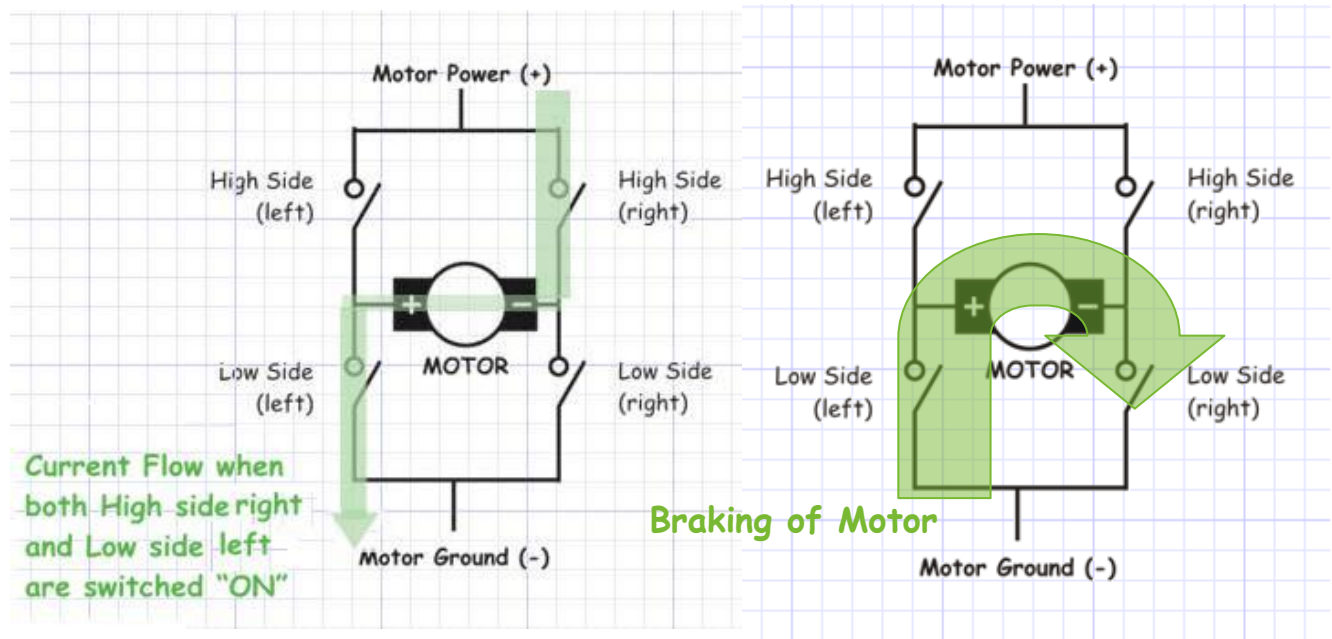 Motor Power (+)
High Side
(left)
High Side
(right)
+
−
MOTOR
Low Side
(left)
Low Side
(right)
Current Flow when
both High side right
and Low side left
are switched "ON"
Motor Ground (-)
Motor Power (+)
High Side
(left)
High Side
(right)
+
−
MOTOR
Low Side
(left)
Low Side
(right)
Braking of Motor
Motor Ground (-)